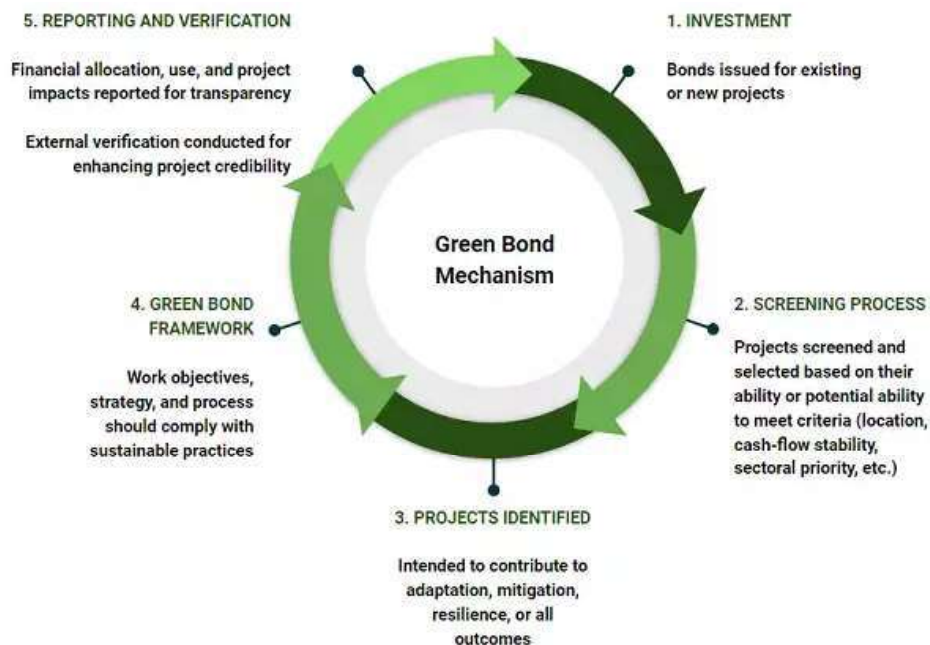 5. REPORTING AND VERIFICATION
Financial allocation, use, and project
impacts reported for transparency
External verification conducted for
enhancing project credibility
1. INVESTMENT
Bonds issued for existing
or new projects
Green Bond
Mechanism
2. SCREENING PROCESS
Projects screened and
selected based on their
ability or potential ability
to meet criteria (location,
cash-flow stability,
sectoral priority, etc.)
3. PROJECTS IDENTIFIED
Intended to contribute to
adaptation, mitigation,
resilience, or all
outcomes
4. GREEN BOND
FRAMEWORK
Work objectives,
strategy, and process
should comply with
sustainable practices